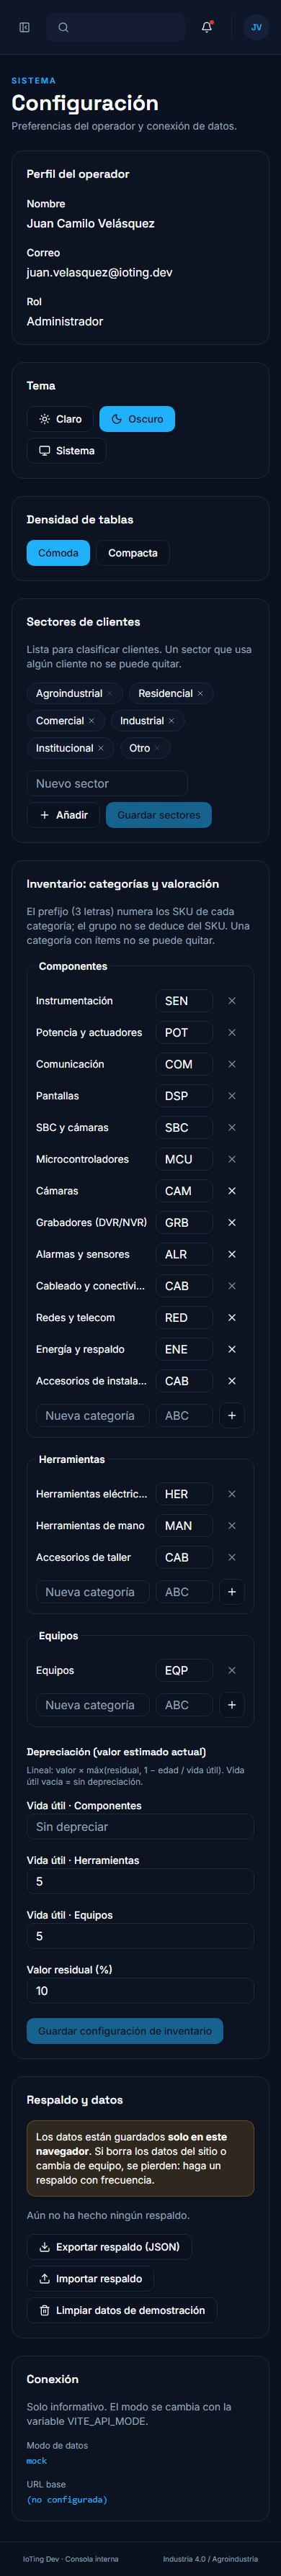 JV
SISTEMA
Configuración
Preferencias del operador y conexión de datos.
Perfil del operador
Nombre
Juan Camilo Velásquez
Correo
juan.velasquez@ioting.dev
Rol
Administrador
Tema
Claro
Oscuro
Sistema
Densidad de tablas
Cómoda
Compacta
Sectores de clientes
Lista para clasificar clientes. Un sector que usa
algún cliente no se puede quitar.
Agroindustrial
Residencial
Comercial
Industrial
Institucional
Otro
Nuevo sector
Añadir
Guardar sectores
Inventario: categorías y valoración
El prefijo (3 letras) numera los SKU de cada
categoría; el grupo no se deduce del SKU. Una
categoría con ítems no se puede quitar.
Componentes
Instrumentación SEN
Potencia y actuadores POT
Comunicación COM
Pantallas DSP
SBC y cámaras SBC
Microcontroladores MCU
Cámaras CAM
Grabadores (DVR/NVR) GRB
Alarmas y sensores ALR
Cableado y conectivi... CAB
Redes y telecom RED
Energía y respaldo ENE
Accesorios de instala... CAB
Nueva categoría ABC
Herramientas
Herramientas eléctric... HER
Herramientas de mano MAN
Accesorios de taller CAB
Nueva categoría ABC
Equipos
Equipos EQP
Nueva categoría ABC
Depreciación (valor estimado actual)
Lineal: valor × máx(residual, 1 − edad / vida útil). Vida
útil vacía = sin depreciación.
Vida útil · Componentes
Sin depreciar
Vida útil · Herramientas
5
Vida útil · Equipos
5
Valor residual (%)
10
Guardar configuración de inventario
Respaldo y datos
Los datos están guardados solo en este
navegador. Si borra los datos del sitio o
cambia de equipo, se pierden: haga un
respaldo con frecuencia.
Aún no ha hecho ningún respaldo.
Exportar respaldo (JSON)
Importar respaldo
Limpiar datos de demostración
Conexión
Solo informativo. El modo se cambia con la
variable VITE_API_MODE.
Modo de datos
mock
URL base
(no configurada)
IoTing Dev · Consola interna
Industria 4.0 / Agroindustria